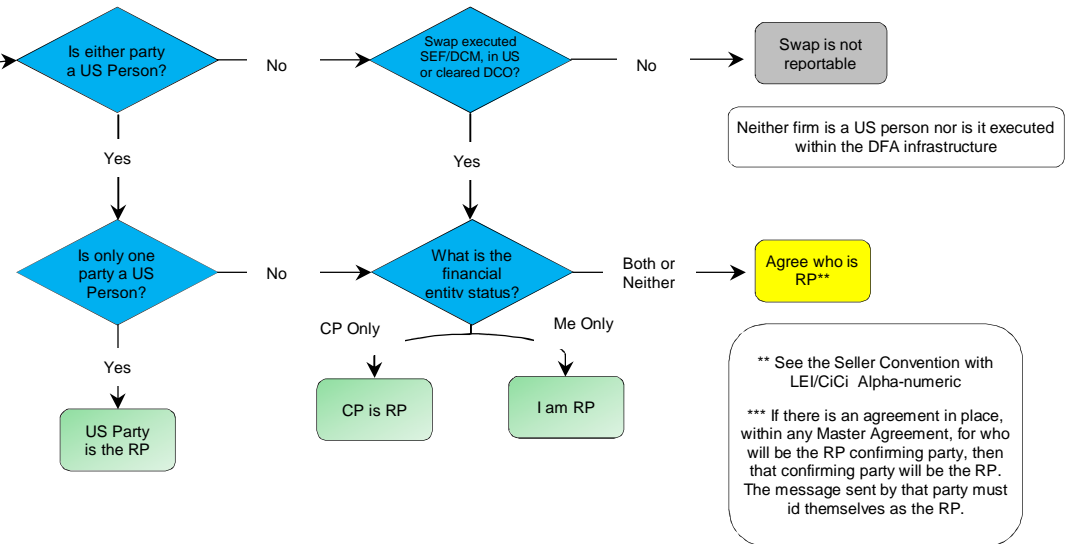 Is either party
a US Person?
No
Swap executed
SEF/DCM, in US
or cleared DCO?
No
Swap is not
reportable
Neither firm is a US person nor is it executed
within the DFA infrastructure
Yes
Yes
Is only one
party a US
Person?
No
What is the
financial
entity status?
Both or
Neither
Agree who is
RP**
CP Only
Me Only
Yes
US Party
is the RP
CP is RP
I am RP
** See the Seller Convention with
LEI/CiCi Alpha-numeric
*** If there is an agreement in place,
within any Master Agreement, for who
will be the RP confirming party, then
that confirming party will be the RP.
The message sent by that party must
id themselves as the RP.